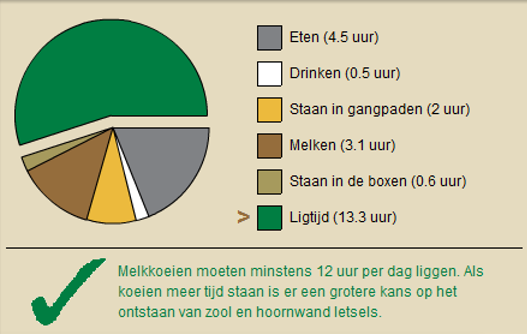 Eten (4.5 uur)
Drinken (0.5 uur)
Staan in gangpaden (2 uur)
Melken (3.1 uur)
Staan in de boxen (0.6 uur)
> Ligtijd (13.3 uur)
Melkkoeien moeten minstens 12 uur per dag liggen. Als
koeien meer tijd staan is er een grotere kans op het
ontstaan van zool en hoornwand letsels.